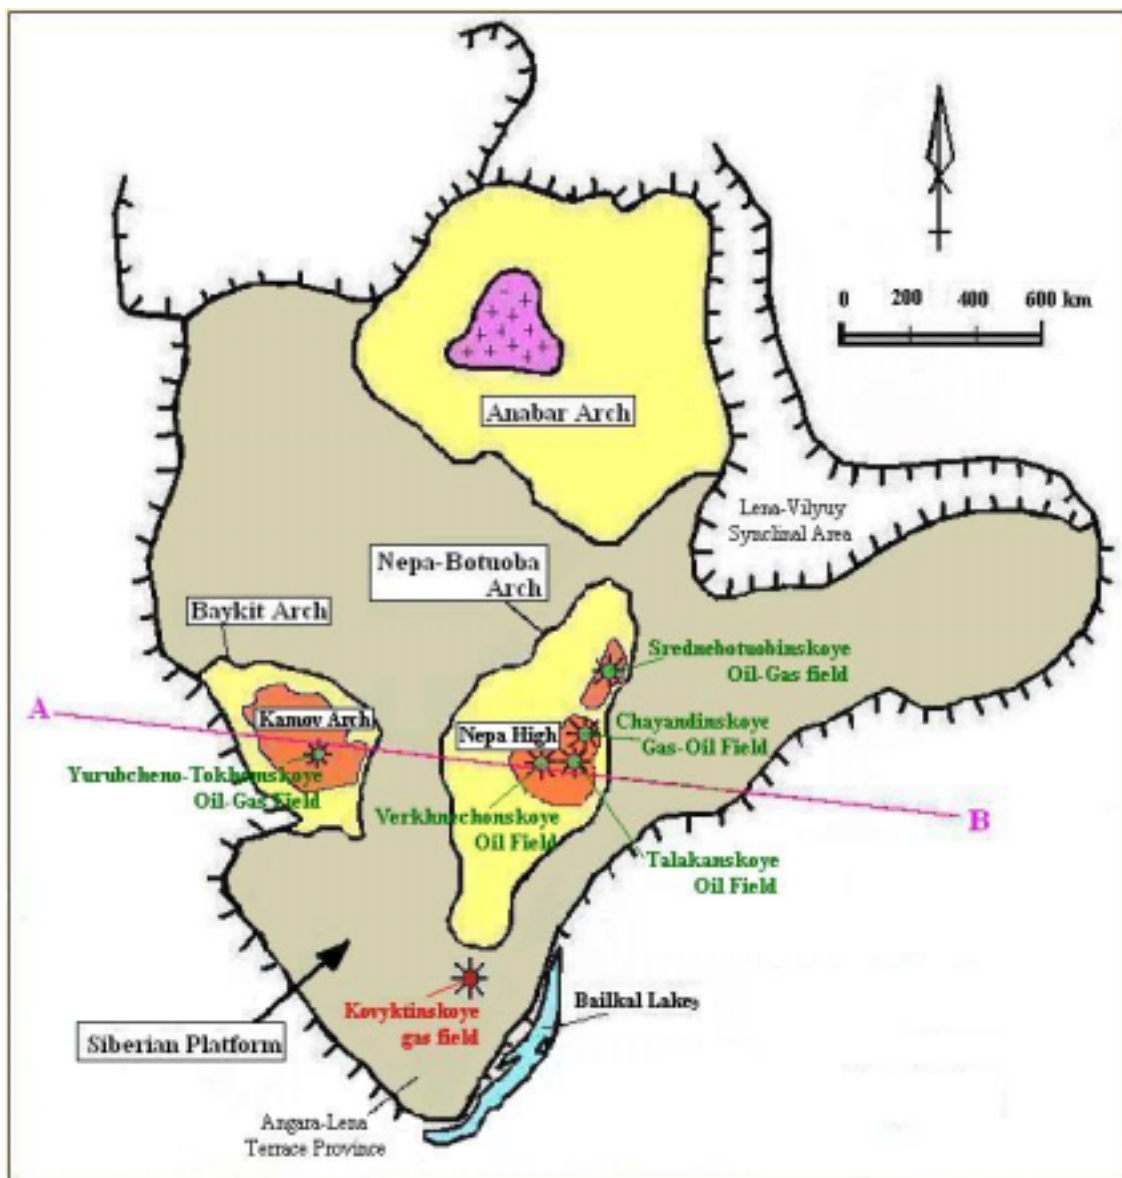 0 200 400 600 km
Anabar Arch
Lena-Vilyuy
Synclinal Area
Nepa-Botuoba
Arch
Baykit Arch
Srednebotuobinskoye
Oil-Gas field
A
Kamov Arch
Nepa High
Chayandinskoye
Gas-Oil Field
Yurubcheno-Tokhomskoye
Oil-Gas Field
Verkhnechonskoye
Oil Field
B
Talakanskoye
Oil Field
Kovyktinskoye
gas field
Bailkal Lake,
Siberian Platform
Angara-Lena
Terrace Province